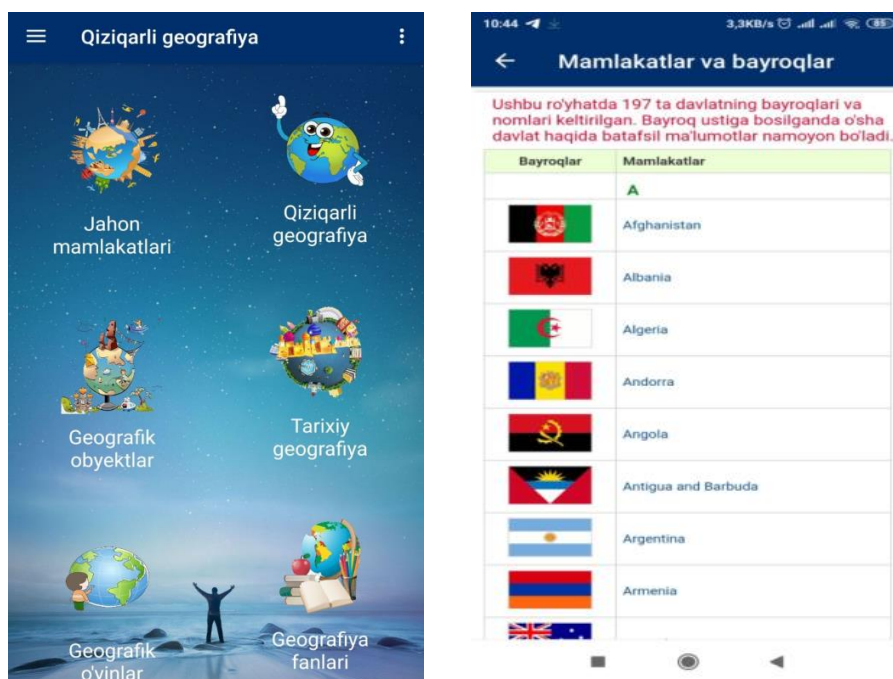 Qiziqarli geografiya
Jahon
mamlakatlari
Qiziqarli
geografiya
Geografik
obyektlar
Tarixiy
geografiya
Geografik
o'yinlar
Geografiya
fanlari
10:44
3,3KB/s
85
Mamlakatlar va bayroqlar
Ushbu ro'yhatda 197 ta davlatning bayroqlari va
nomlari keltirilgan. Bayroq ustiga bosilganda o'sha
davlat haqida batafsil ma'lumotlar namoyon bo'ladi.
Bayroqlar Mamlakatlar
A
Afghanistan
Albania
Algeria
Andorra
Angola
Antigua and Barbuda
Argentina
Armenia